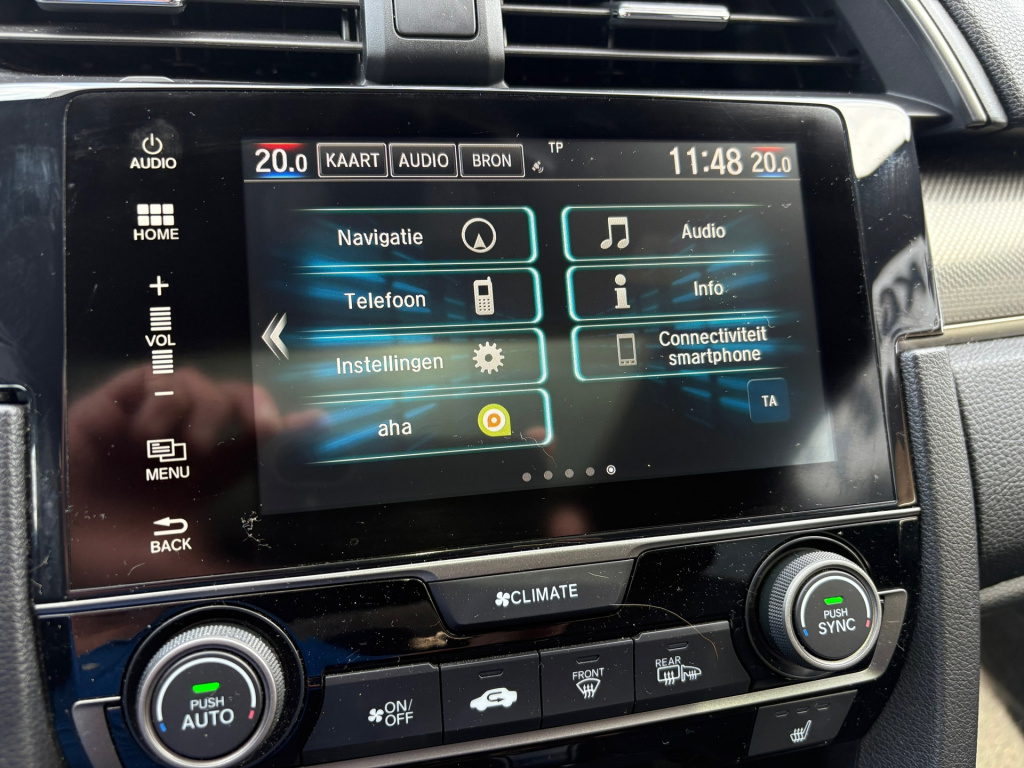 AUDIO
HOME
+
VOL
−
MENU
BACK
20.0 KAART AUDIO BRON TP 11:48 20.0
Navigatie
Telefoon
Instellingen
aha
Audio
Info
Connectiviteit
smartphone
TA
CLIMATE
PUSH
AUTO
ON/
OFF
FRONT
REAR
PUSH
SYNC